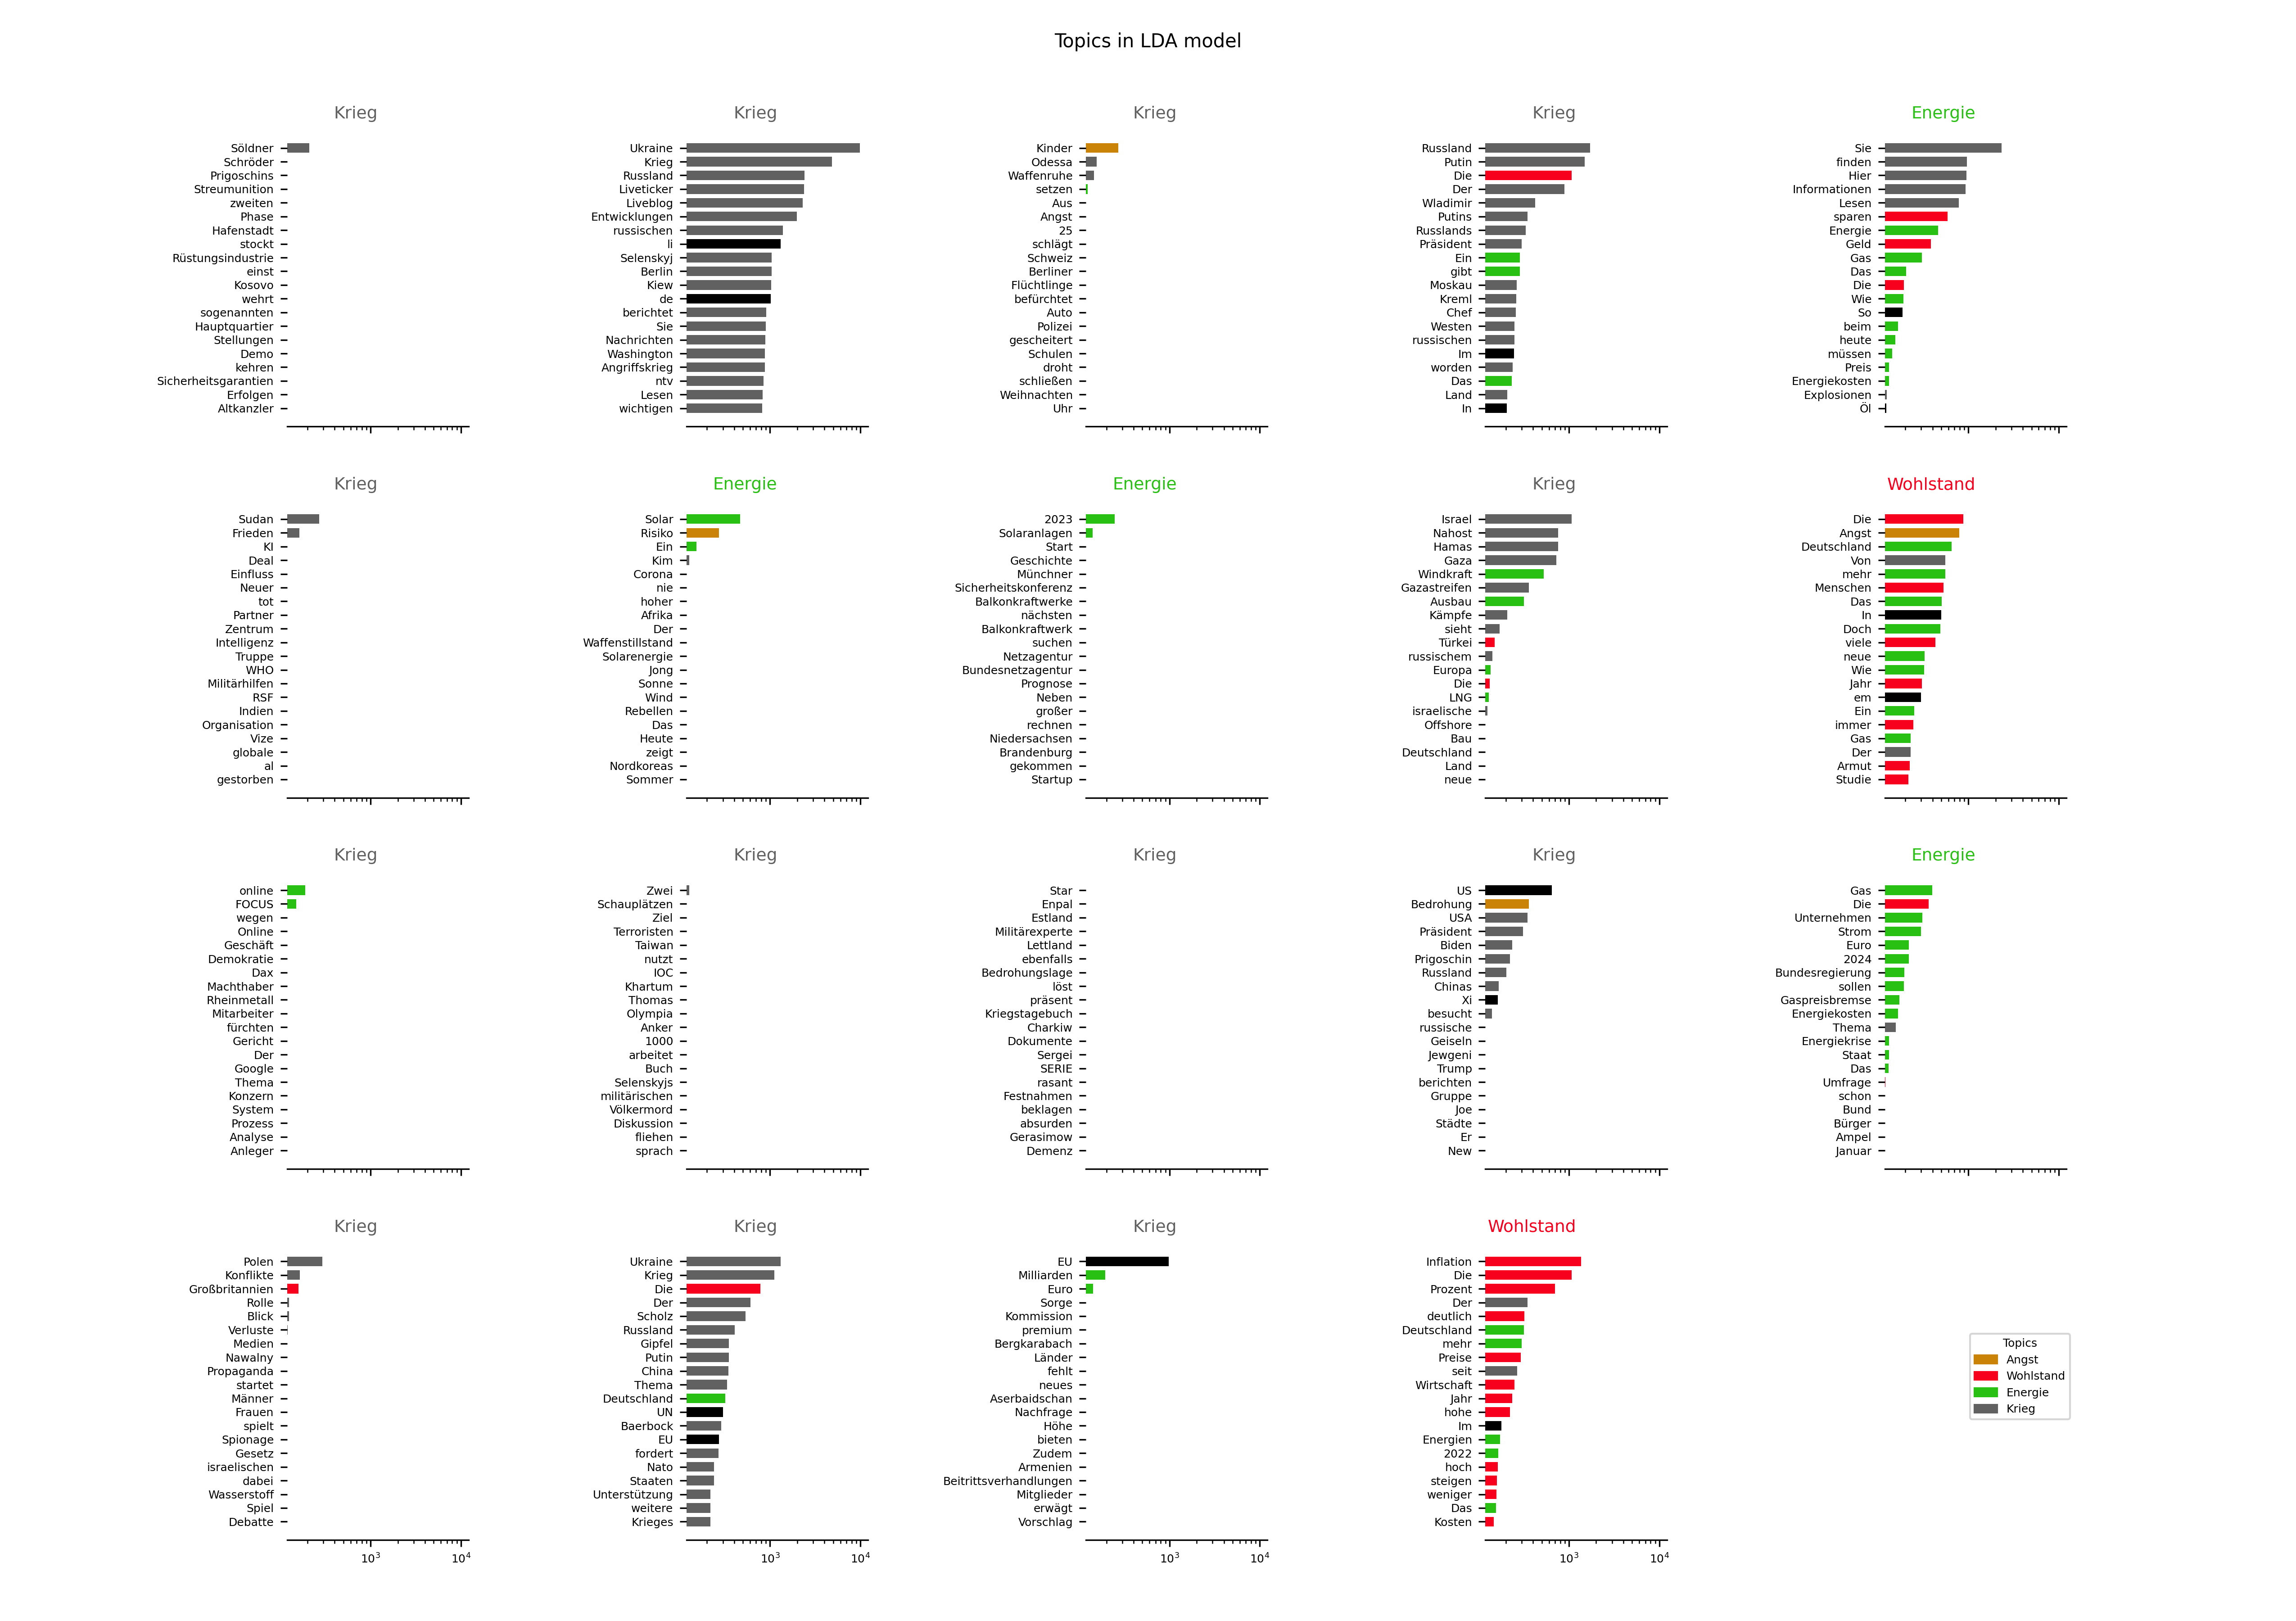 Topics in LDA model
Krieg
Söldner
Schröder
Prigoschins
Streumunition
zweiten
Phase
Hafenstadt
stockt
Rüstungsindustrie
einst
Kosovo
wehrt
sogenannten
Hauptquartier
Stellungen
Demo
kehren
Sicherheitsgarantien
Erfolgen
Altkanzler
Krieg
Ukraine
Krieg
Russland
Liveticker
Liveblog
Entwicklungen
russischen
li
Selenskyj
Berlin
Kiew
de
berichtet
Sie
Nachrichten
Washington
Angriffskrieg
ntv
Lesen
wichtigen
Krieg
Kinder
Odessa
Waffenruhe
setzen
Aus
Angst
25
schlägt
Schweiz
Berliner
Flüchtlinge
befürchtet
Auto
Polizei
gescheitert
Schulen
droht
schließen
Weihnachten
Uhr
Krieg
Russland
Putin
Die
Der
Wladimir
Putins
Russlands
Präsident
Ein
gibt
Moskau
Kreml
Chef
Westen
russischen
Im
worden
Das
Land
In
Energie
Sie
finden
Hier
Informationen
Lesen
sparen
Energie
Geld
Gas
Das
Die
Wie
So
beim
heute
müssen
Preis
Energiekosten
Explosionen
Öl
Krieg
Sudan
Frieden
KI
Deal
Einfluss
Neuer
tot
Partner
Zentrum
Intelligenz
Truppe
WHO
Militärhilfen
RSF
Indien
Organisation
Vize
globale
al
gestorben
Energie
Solar
Risiko
Ein
Kim
Corona
nie
hoher
Afrika
Der
Waffenstillstand
Solarenergie
Jong
Sonne
Wind
Rebellen
Das
Heute
zeigt
Nordkoreas
Sommer
Energie
2023
Solaranlagen
Start
Geschichte
Münchner
Sicherheitskonferenz
Balkonkraftwerke
nächsten
Balkonkraftwerk
suchen
Netzagentur
Bundesnetzagentur
Prognose
Neben
großer
rechnen
Niedersachsen
Brandenburg
gekommen
Startup
Krieg
Israel
Nahost
Hamas
Gaza
Windkraft
Gazastreifen
Ausbau
Kämpfe
sieht
Türkei
russischem
Europa
Die
LNG
israelische
Offshore
Bau
Deutschland
Land
neue
Wohlstand
Die
Angst
Deutschland
Von
mehr
Menschen
Das
In
Doch
viele
neue
Wie
Jahr
em
Ein
immer
Gas
Der
Armut
Studie
Krieg
online
FOCUS
wegen
Online
Geschäft
Demokratie
Dax
Machthaber
Rheinmetall
Mitarbeiter
fürchten
Gericht
Der
Google
Thema
Konzern
System
Prozess
Analyse
Anleger
Krieg
Zwei
Schauplätzen
Ziel
Terroristen
Taiwan
nutzt
IOC
Khartum
Thomas
Olympia
Anker
1000
arbeitet
Buch
Selenskyjs
militärischen
Völkermord
Diskussion
fliehen
sprach
Krieg
Star
Enpal
Estland
Militärexperte
Lettland
ebenfalls
Bedrohungslage
löst
präsent
Kriegstagebuch
Charkiw
Dokumente
Sergei
SERIE
rasant
Festnahmen
beklagen
absurden
Gerasimow
Demenz
Krieg
US
Bedrohung
USA
Präsident
Biden
Prigoschin
Russland
Chinas
Xi
besucht
russische
Geiseln
Jewgeni
Trump
berichten
Gruppe
Joe
Städte
Er
New
Energie
Gas
Die
Unternehmen
Strom
Euro
2024
Bundesregierung
sollen
Gaspreisbremse
Energiekosten
Thema
Energiekrise
Staat
Das
Umfrage
schon
Bund
Bürger
Ampel
Januar
Krieg
Polen
Konflikte
Großbritannien
Rolle
Blick
Verluste
Medien
Nawalny
Propaganda
startet
Männer
Frauen
spielt
Spionage
Gesetz
israelischen
dabei
Wasserstoff
Spiel
Debatte
10³ 10⁴
Krieg
Ukraine
Krieg
Die
Der
Scholz
Russland
Gipfel
Putin
China
Thema
Deutschland
UN
Baerbock
EU
fordert
Nato
Staaten
Unterstützung
weitere
Krieges
10³ 10⁴
Krieg
EU
Milliarden
Euro
Sorge
Kommission
premium
Bergkarabach
Länder
fehlt
neues
Aserbaidschan
Nachfrage
Höhe
bieten
Zudem
Armenien
Beitrittsverhandlungen
Mitglieder
erwägt
Vorschlag
10³ 10⁴
Wohlstand
Inflation
Die
Prozent
Der
deutlich
Deutschland
mehr
Preise
seit
Wirtschaft
Jahr
hohe
Im
Energien
2022
hoch
steigen
weniger
Das
Kosten
10³ 10⁴
Topics
Angst
Wohlstand
Energie
Krieg